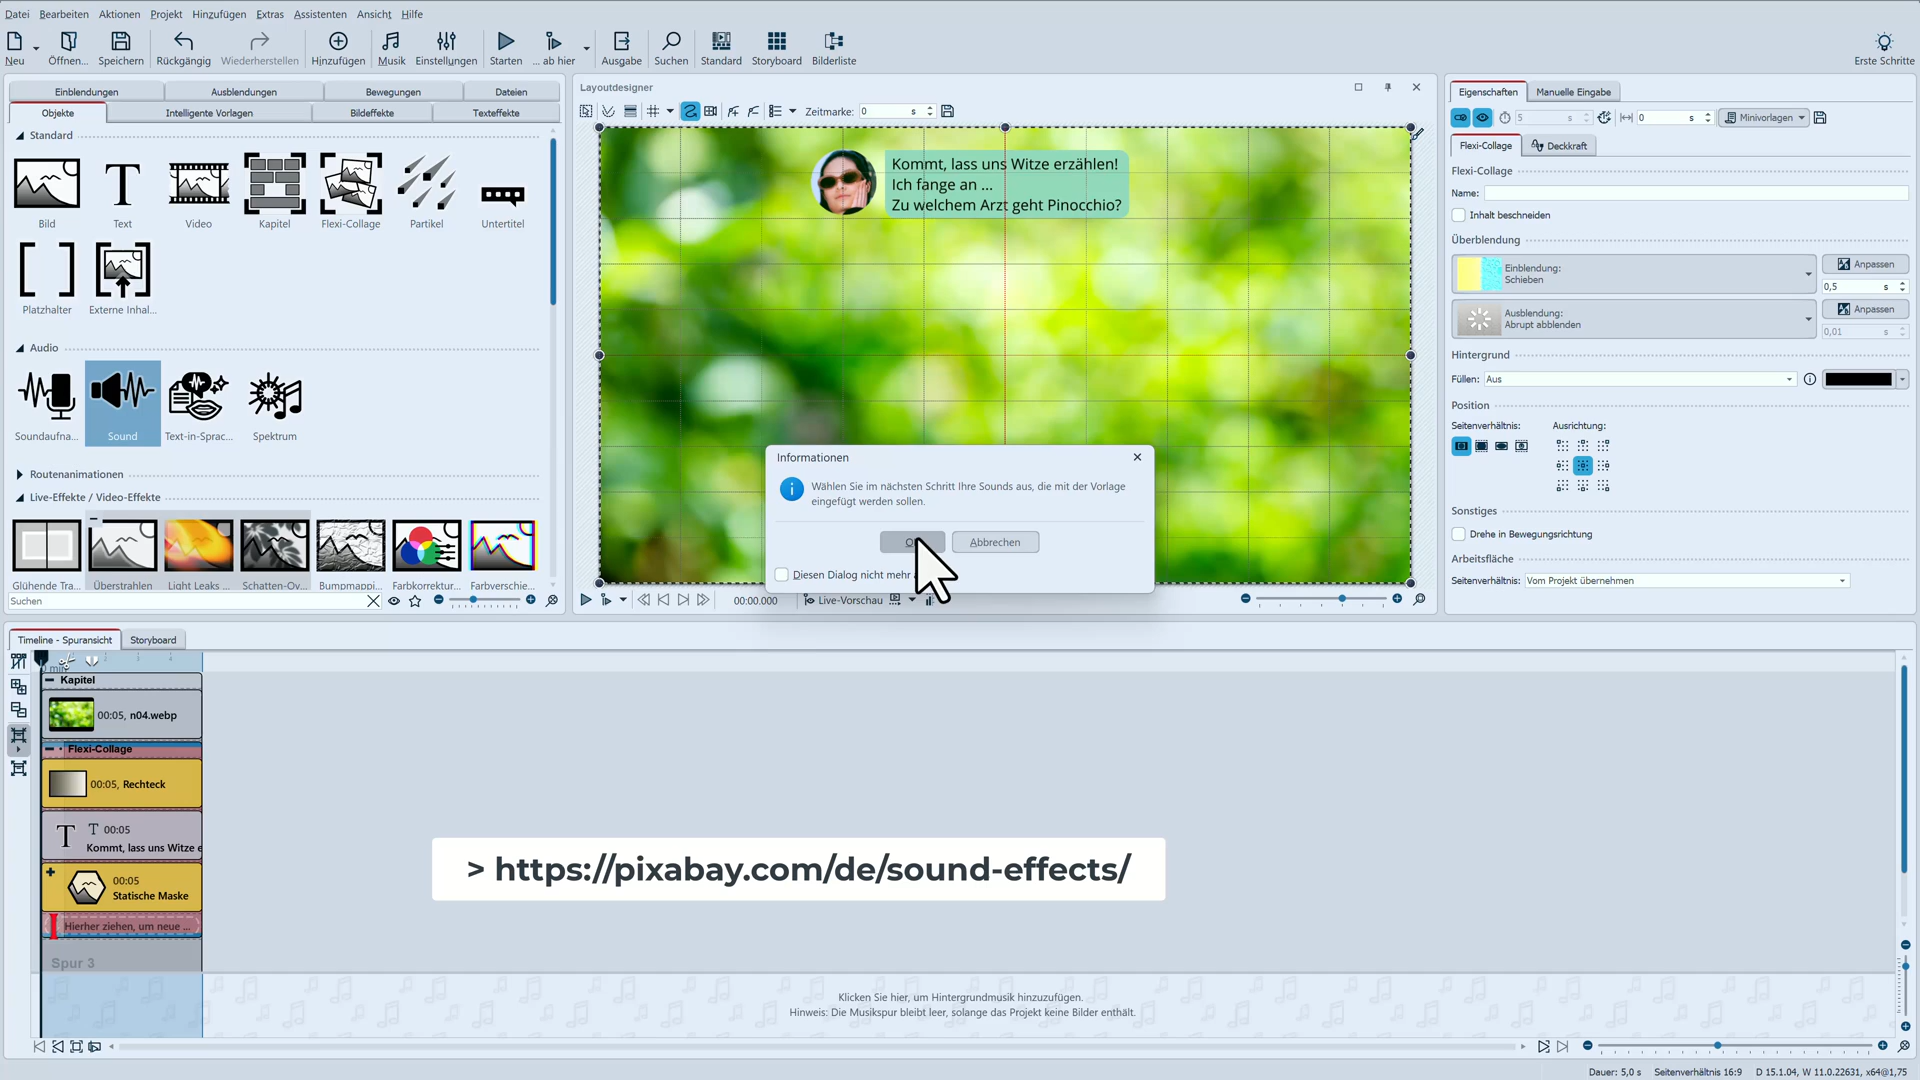 Datei Bearbeiten Aktionen Projekt Hinzufügen Extras Assistenten Ansicht Hilfe
Neu Öffnen... Speichern Rückgängig Wiederherstellen Hinzufügen Musik Einstellungen Starten ... ab hier Ausgabe Suchen Standard Storyboard Bilderliste Erste Schritte
Einblendungen Ausblendungen Bewegungen Dateien
Objekte Intelligente Vorlagen Bildeffekte Texteffekte
Standard
Bild Text Video Kapitel Flexi-Collage Partikel Untertitel
Platzhalter Externe Inhal...
Audio
Soundaufna... Sound Text-in-Sprac... Spektrum
Routenanimationen
Live-Effekte / Video-Effekte
Glühende Tra... Überstrahlen Light Leaks ... Schatten-Ov... Bumpmappi... Farbkorrektur... Farbverschie...
Suchen
Layoutdesigner
Zeitmarke: 0 s
Kommt, lass uns Witze erzählen!
Ich fange an ...
Zu welchem Arzt geht Pinocchio?
Informationen
Wählen Sie im nächsten Schritt Ihre Sounds aus, die mit der Vorlage
eingefügt werden sollen.
Abbrechen
Diesen Dialog nicht mehr
00:00.000 Live-Vorschau
Eigenschaften Manuelle Eingabe
5 s 0 s Minivorlagen
Flexi-Collage Deckkraft
Flexi-Collage
Name:
Inhalt beschneiden
Überblendung
Einblendung:
Schieben
Anpassen
0,5 s
Ausblendung:
Abrupt abblenden
Anpassen
0,01 s
Hintergrund
Füllen: Aus
Position
Seitenverhältnis: Ausrichtung:
Sonstiges
Drehe in Bewegungsrichtung
Arbeitsfläche
Seitenverhältnis: Vom Projekt übernehmen
Timeline - Spuransicht Storyboard
Kapitel
00:05, n04.webp
Flexi-Collage
00:05, Rechteck
T T 00:05
Kommt, lass uns Witze e
00:05
Statische Maske
Hierher ziehen, um neue ...
Spur 3
> https://pixabay.com/de/sound-effects/
Klicken Sie hier, um Hintergrundmusik hinzuzufügen.
Hinweis: Die Musikspur bleibt leer, solange das Projekt keine Bilder enthält.
Dauer: 5,0 s Seitenverhältnis 16:9 D 15.1.04, W 11.0.22631, x64@1,75